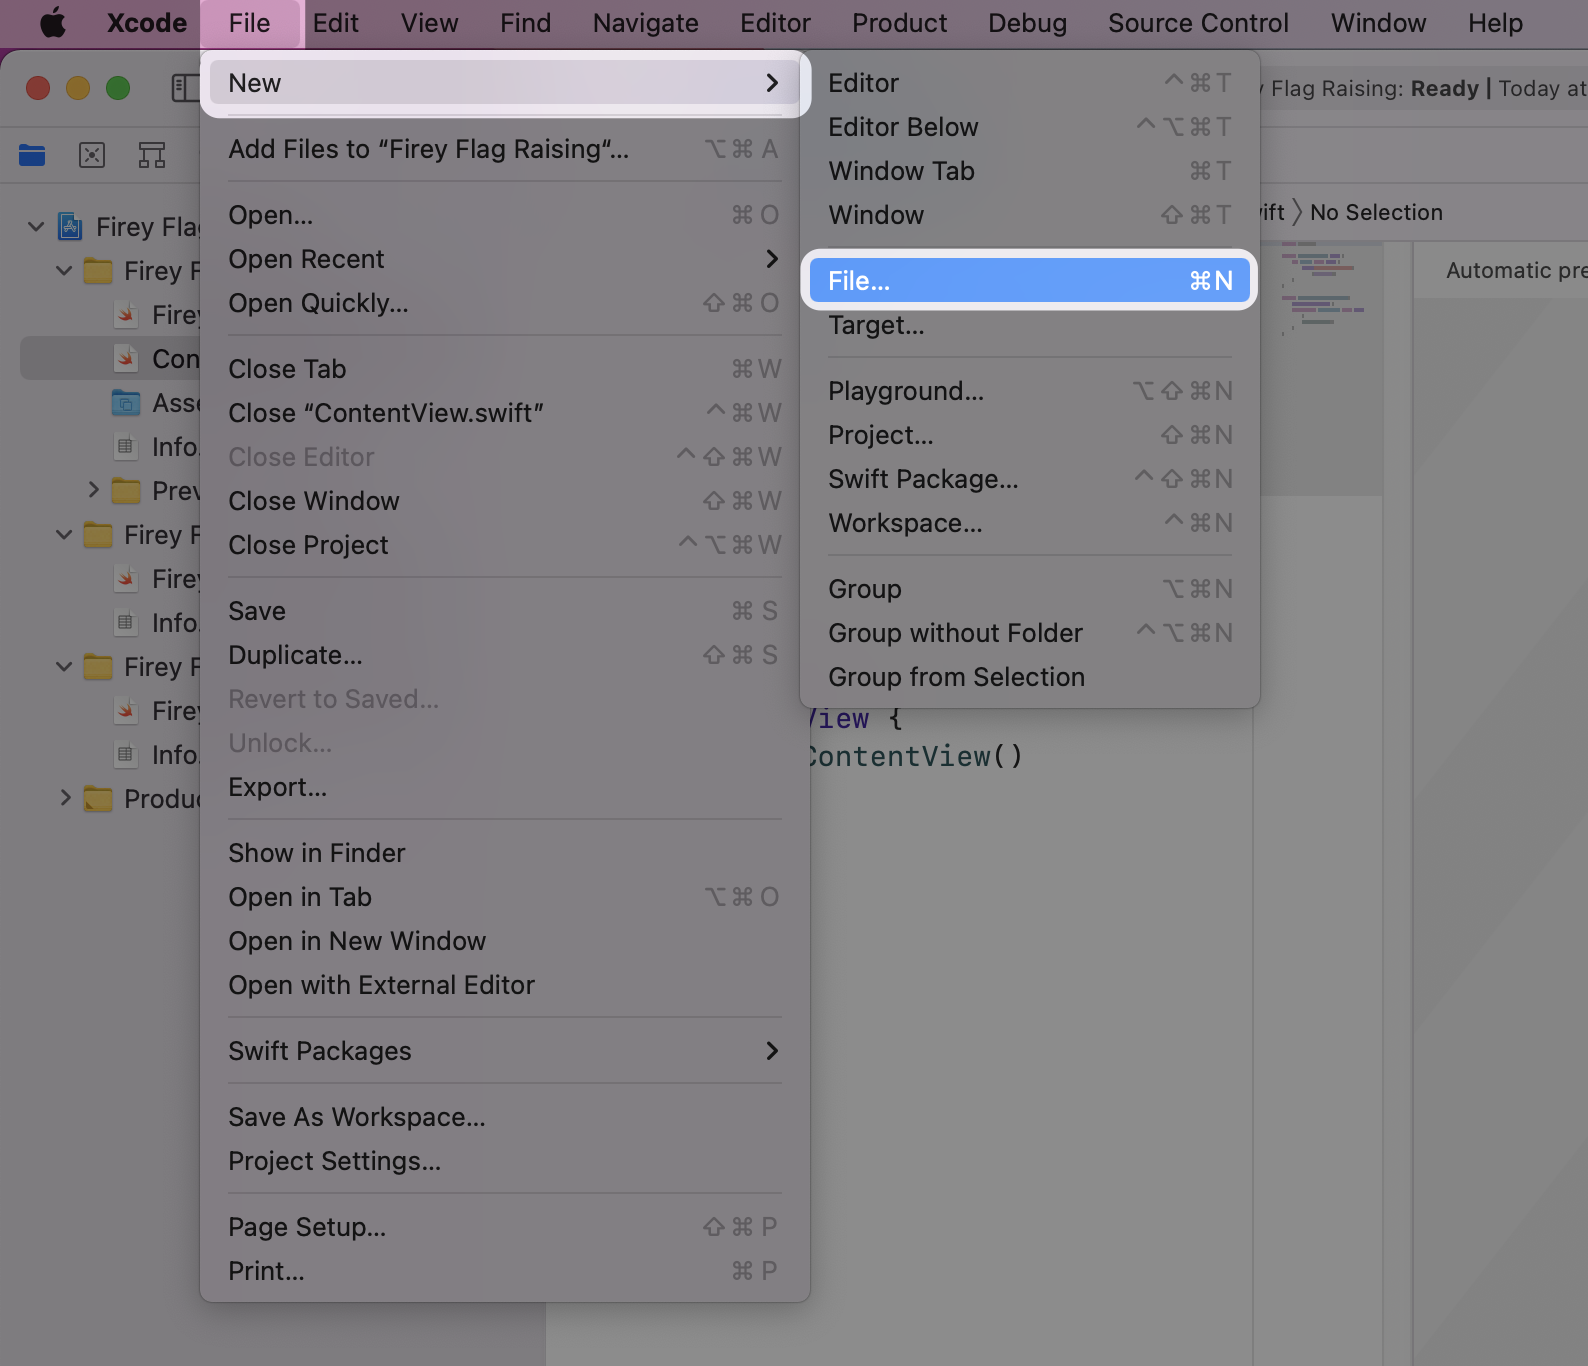 Xcode File Edit View Find Navigate Editor Product Debug Source Control Window Help
New
Add Files to “Firey Flag Raising“...
⌥⌘A
Open...
⌘O
Open Recent
Open Quickly...
⇧⌘O
Close Tab
⌘W
Close “ContentView.swift”
^⌘W
Close Editor
^⇧⌘W
Close Window
⇧⌘W
Close Project
^⌥⌘W
Save
⌘S
Duplicate...
⇧⌘S
Revert to Saved...
Unlock...
Export...
Show in Finder
Open in Tab
⌥⌘O
Open in New Window
Open with External Editor
Swift Packages
Save As Workspace...
Project Settings...
Page Setup...
⇧⌘P
Print...
⌘P
Editor
^⌘T
Editor Below
^⌥⌘T
Window Tab
⌘T
Window
⇧⌘T
File...
⌘N
Target...
Playground...
⌥⇧⌘N
Project...
⇧⌘N
Swift Package...
^⇧⌘N
Workspace...
^⌘N
Group
⌥⌘N
Group without Folder
^⌥⌘N
Group from Selection
Flag Raising: Ready | Today at
ift 〉No Selection
Automatic pre
Firey Fla
Firey F
Firey
Con
Asse
Info.
Prev
Firey F
Firey
Info.
Firey F
Firey
Info.
Produc
View {
ContentView()